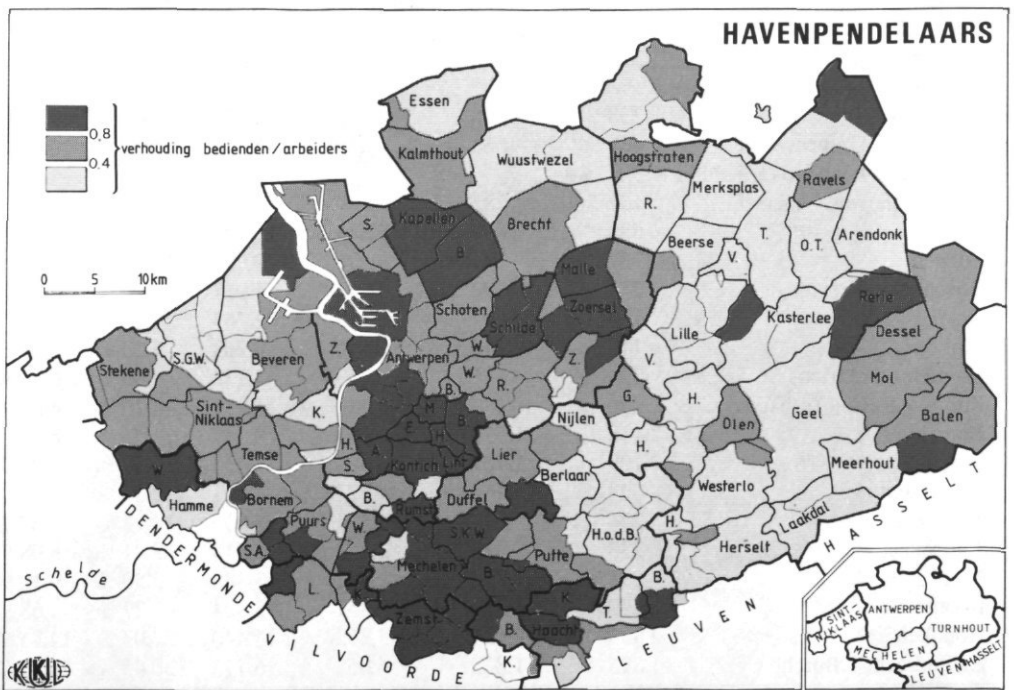 HAVENPENDELAARS
0,8
0,4
verhouding bedienden/arbeiders
0 5 10km
Essen
Kalmthout
Wuustwezel
Hoogstraten
Merksplas
Ravels
Arendonk
O.T.
T.
R.
Beerse
V.
S.
Kapellen
B.
Brecht
Malle
Zoersel
Schoten
Schilde
Lille
Kasterlee
Retie
Dessel
Mol
Balen
Stekene
S.G.W.
Beveren
Z.
Antwerpen
W.
W.
B.
R.
Z.
V.
G.
H.
Olen
Geel
Sint-
Niklaas
K.
M.
B.
E.
H.
Nijlen
H.
Meerhout
W.
Temse
H.
A.
S.
Kontich
Lint
Lier
Berlaar
Westerlo
Laakdal
Hamme
Bornem
B.
Rumst
Duffel
H.o.d.B.
H.
Herselt
Puurs
W.
S.K.W.
Putte
S.A.
Mechelen
B.
L.
K.
T.
B.
Zemst
B.
Haacht
K.
Schelde
DENDERMONDE
VILVOORDE
LEUVEN
HASSELT
SINT-
NIKLAAS
ANTWERPEN
TURNHOUT
MECHELEN
LEUVEN-HASSELT